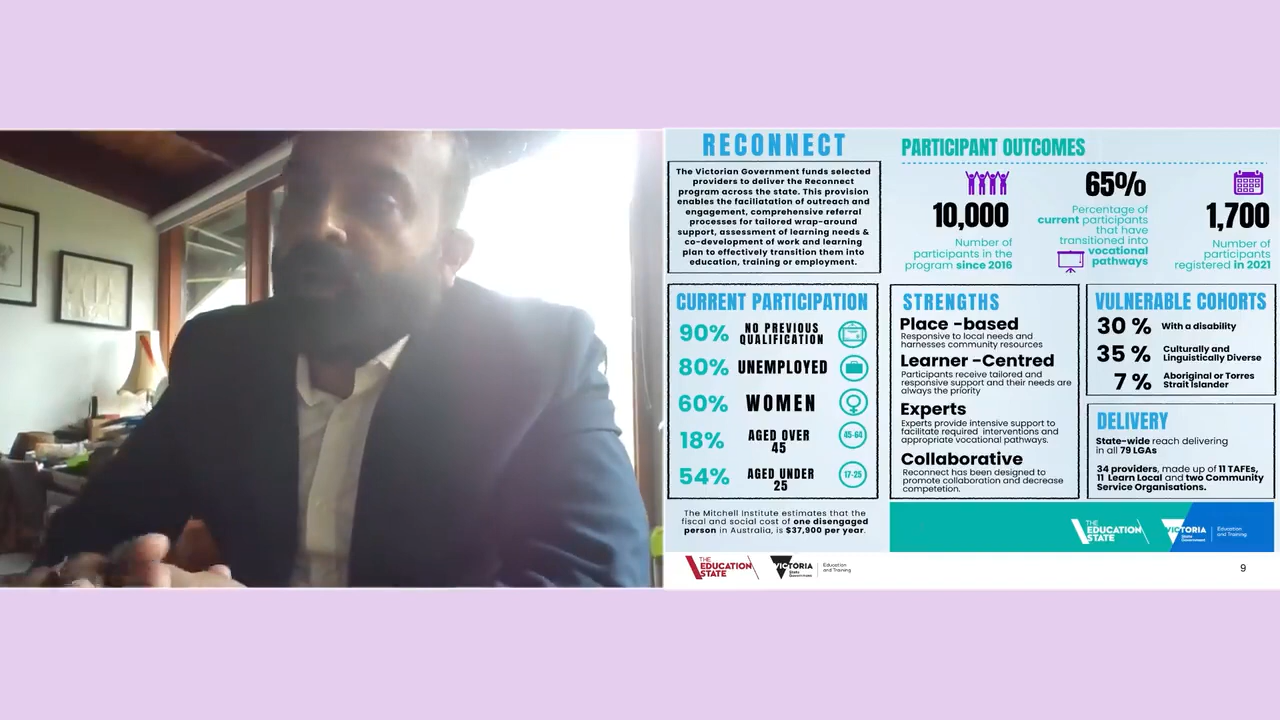 RECONNECT
The Victorian Government funds selected
providers to deliver the Reconnect
program across the state. This provision
enables the faciliatation of outreach and
engagement, comprehensive referral
processes for tailored wrap-around
support, assessment of learning needs &
co-development of work and learning
plan to effectively transition them into
education, training or employment.
CURRENT PARTICIPATION
90% NO PREVIOUS
QUALIFICATION
80% UNEMPLOYED
60% WOMEN
18% AGED OVER
45
45-64
54% AGED UNDER
25
17-25
The Mitchell Institute estimates that the
fiscal and social cost of one disengaged
person in Australia, is $37,900 per year.
PARTICIPANT OUTCOMES
10,000
Number of
participants in the
program since 2016
65%
Percentage of
current participants
that have
transitioned into
vocational
pathways
1,700
Number of
participants
registered in 2021
STRENGTHS
Place -based
Responsive to local needs and
harnesses community resources
Learner -Centred
Participants receive tailored and
responsive support and their needs are
always the priority
Experts
Experts provide intensive support to
facilitate required interventions and
appropriate vocational pathways.
Collaborative
Reconnect has been designed to
promote collaboration and decrease
competetion.
VULNERABLE COHORTS
30 % With a disability
35 % Culturally and
Linguistically Diverse
7 % Aboriginal or Torres
Strait Islander
DELIVERY
State-wide reach delivering
in all 79 LGAs
34 providers, made up of 11 TAFEs,
11 Learn Local and two Community
Service Organisations.
THE
EDUCATION
STATE
VICTORIA
State
Government
Education
and Training
THE
EDUCATION
STATE
VICTORIA
State
Government
Education
and Training
9